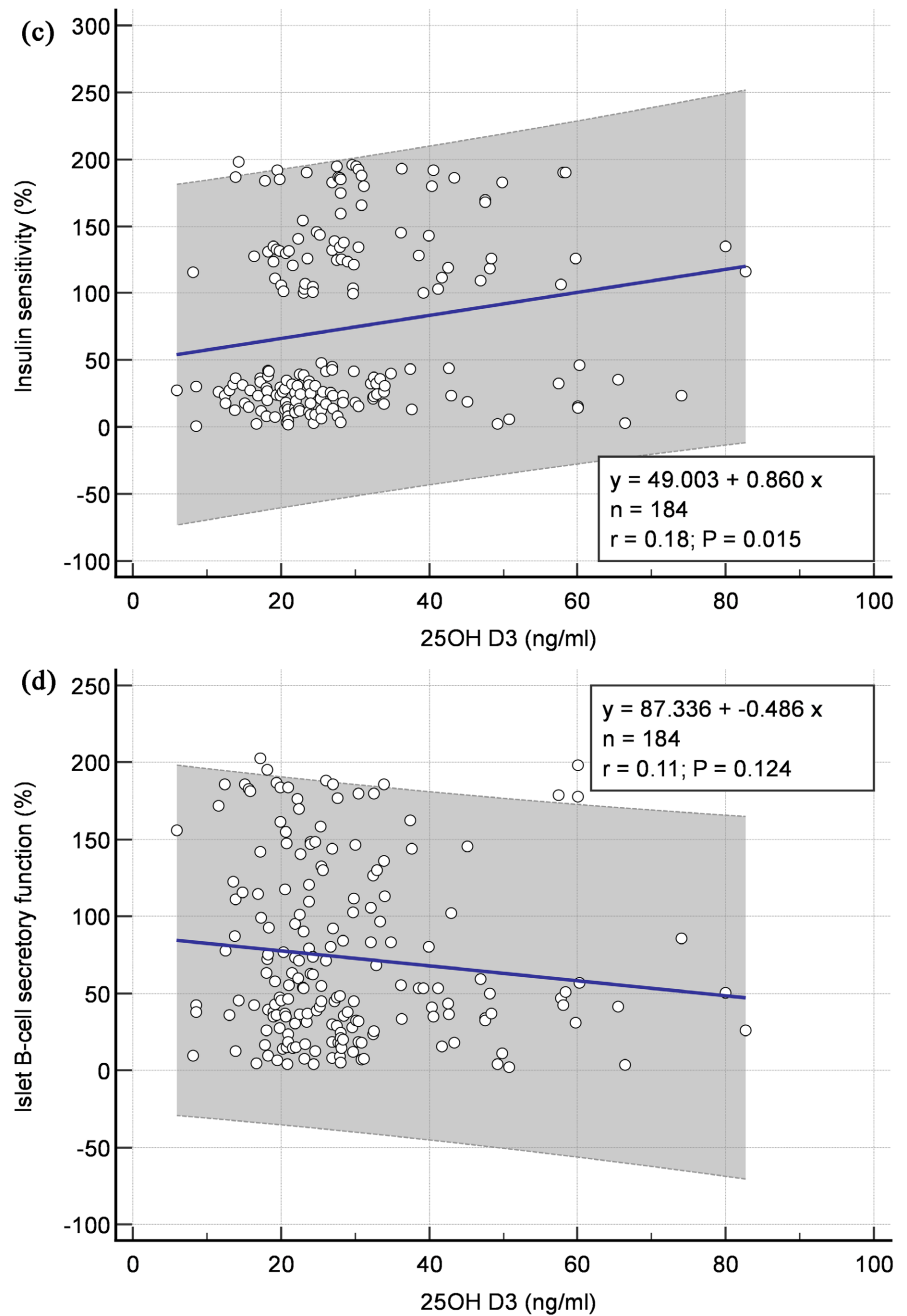 (c)
Insulin sensitivity (%)
300
250
200
150
100
50
0
-50
-100
y = 49.003 + 0.860 x
n = 184
r = 0.18; P = 0.015
0 20 40 60 80 100
25OH D3 (ng/ml)
(d)
Islet B-cell secretory function (%)
250
200
150
100
50
0
-50
-100
y = 87.336 + -0.486 x
n = 184
r = 0.11; P = 0.124
0 20 40 60 80 100
25OH D3 (ng/ml)